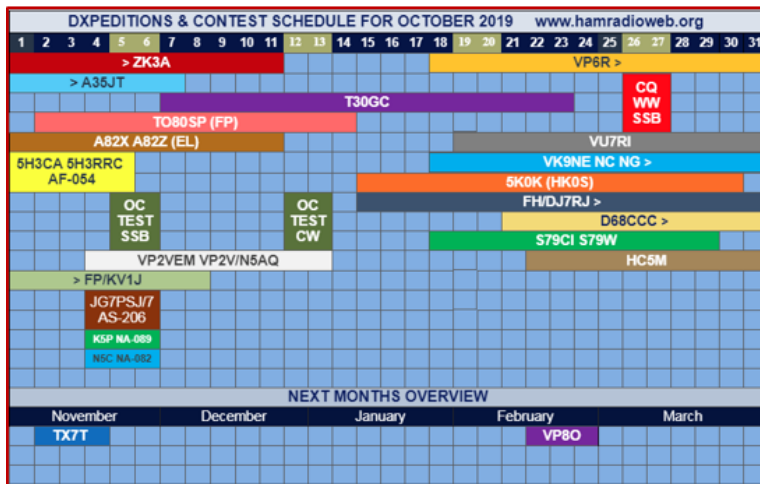 DXPEDITIONS & CONTEST SCHEDULE FOR OCTOBER 2019 www.hamradioweb.org
1 2 3 4 5 6 7 8 9 10 11 12 13 14 15 16 17 18 19 20 21 22 23 24 25 26 27 28 29 30 31
> ZK3A VP6R >
> A35JT
CQ
WW
SSB
T30GC
TO80SP (FP)
A82X A82Z (EL) VU7RI
5H3CA 5H3RRC
AF-054
VK9NE NC NG >
5K0K (HK0S)
OC
TEST
SSB
OC
TEST
CW
FH/DJ7RJ >
D68CCC >
S79CI S79W
VP2VEM VP2V/N5AQ HC5M
> FP/KV1J
JG7PSJ/7
AS-206
K5P NA-089
N5C NA-082
NEXT MONTHS OVERVIEW
November December January February March
TX7T VP8O